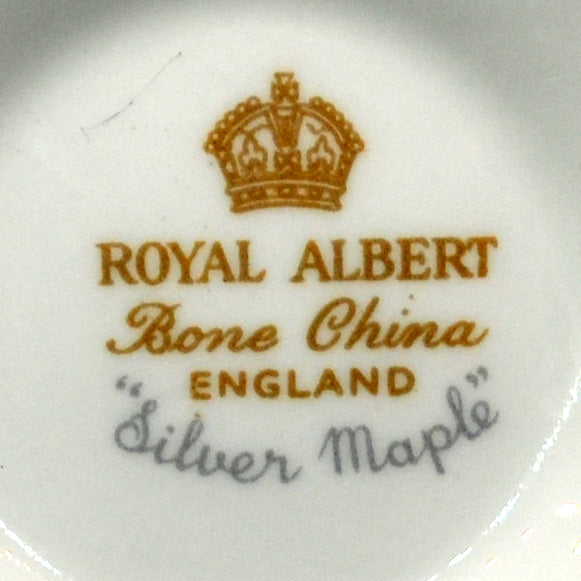 ROYAL ALBERT
Bone China
ENGLAND
"Silver Maple"